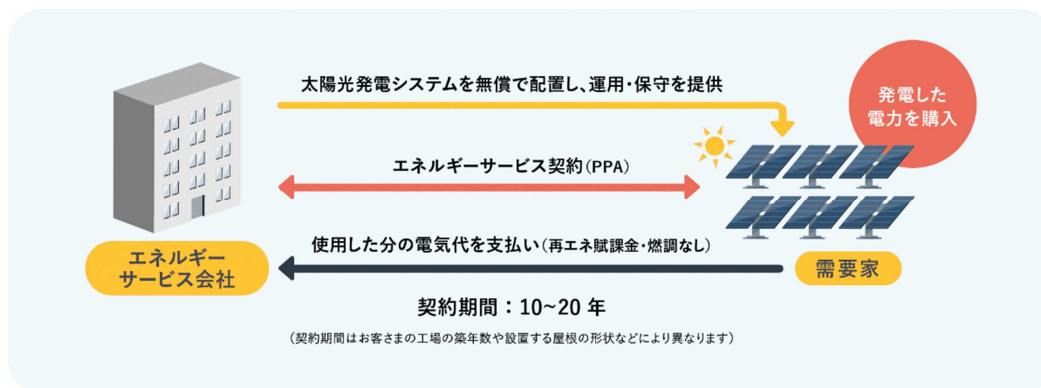 太陽光発電システムを無償で配置し、運用・保守を提供
発電した
電力を購入
エネルギーサービス契約（PPA）
使用した分の電気代を支払い（再エネ賦課金・燃調なし）
エネルギー
サービス会社
需要家
契約期間：10~20 年
（契約期間はお客さまの工場の築年数や設置する屋根の形状などにより異なります）